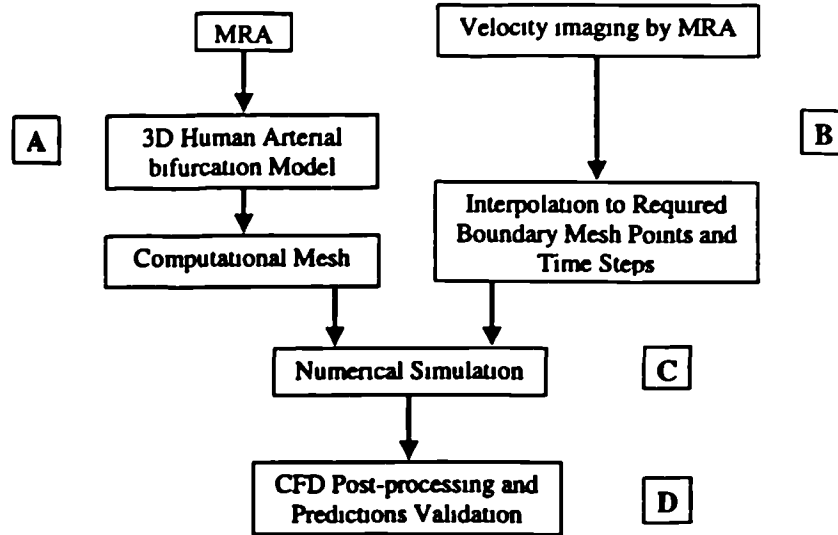 MRA
Velocity imaging by MRA
A
3D Human Arterial
bifurcation Model
B
Interpolation to Required
Boundary Mesh Points and
Time Steps
Computational Mesh
Numerical Simulation
C
CFD Post-processing and
Predictions Validation
D